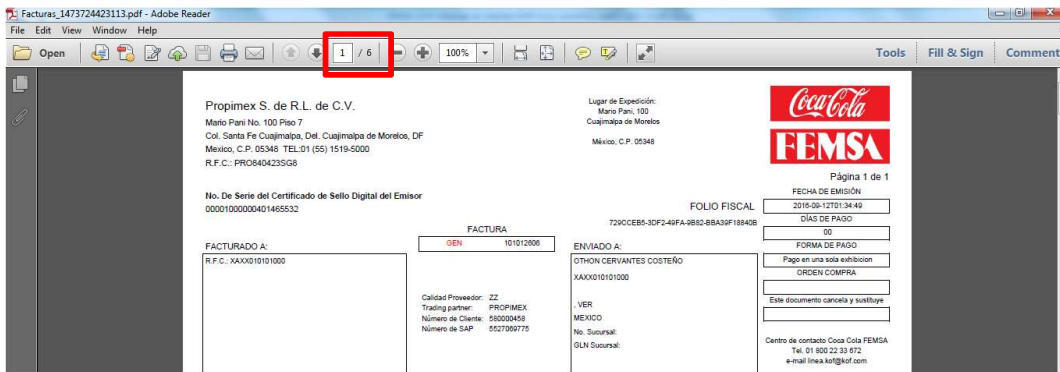 Facturas_1473724423113.pdf - Adobe Reader
File Edit View Window Help
Open 1 / 6 100% Tools Fill & Sign Comment
Propimex S. de R.L. de C.V.
Mario Pani No. 100 Piso 7
Col. Santa Fe Cuajimalpa, Del. Cuajimalpa de Morelos, DF
Mexico, C.P. 05348 TEL:01 (55) 1519-5000
R.F.C.: PRO840423SG8
No. De Serie del Certificado de Sello Digital del Emisor
00001000000401465532
Lugar de Expedición:
Mario Pani, 100
Cuajimalpa de Morelos
México, C.P. 05348
Coca-Cola
FEMSA
Página 1 de 1
FECHA DE EMISIÓN
2016-09-12T01:34:49
DÍAS DE PAGO
00
FORMA DE PAGO
Pago en una sola exhibicion
ORDEN COMPRA
Este documento cancela y sustituye
Centro de contacto Coca Cola FEMSA
Tel. 01 800 22 33 672
e-mail linea.kof@kof.com
FOLIO FISCAL
729CCEB5-3DF2-49FA-9B82-BBA39F18840B
FACTURA
GEN 101012606
FACTURADO A:
R.F.C.: XAXX010101000
Calidad Proveedor: ZZ
Trading partner: PROPIMEX
Número de Cliente: 580000458
Número de SAP 5527069775
ENVIADO A:
OTHON CERVANTES COSTEÑO
XAXX010101000
, VER
MEXICO
No. Sucursal:
GLN Sucursal: